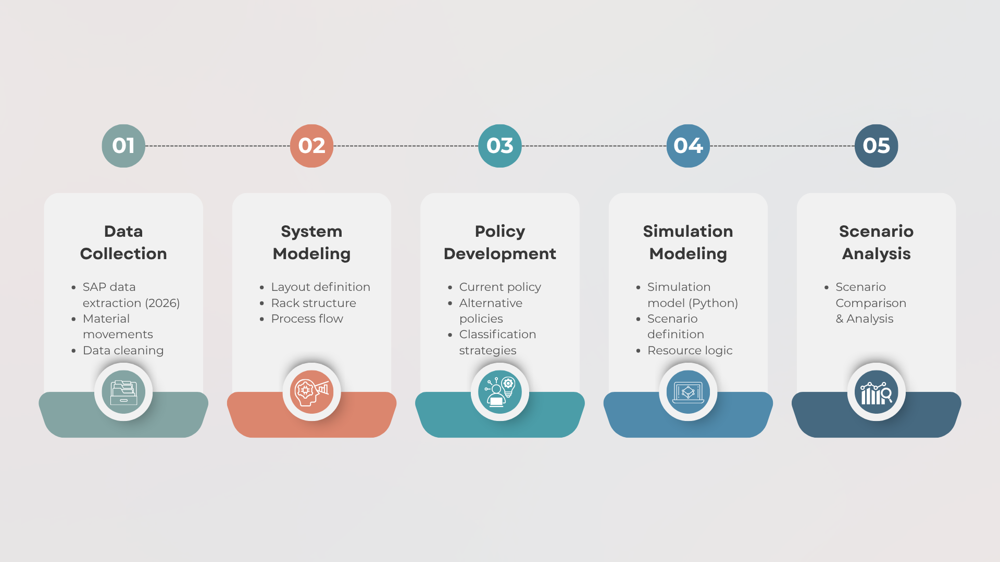 01
02
03
04
05
Data
Collection
• SAP data
extraction (2026)
• Material
movements
• Data cleaning
System
Modeling
• Layout definition
• Rack structure
• Process flow
Policy
Development
• Current policy
• Alternative
policies
• Classification
strategies
Simulation
Modeling
• Simulation
model (Python)
• Scenario
definition
• Resource logic
Scenario
Analysis
• Scenario
Comparison
& Analysis